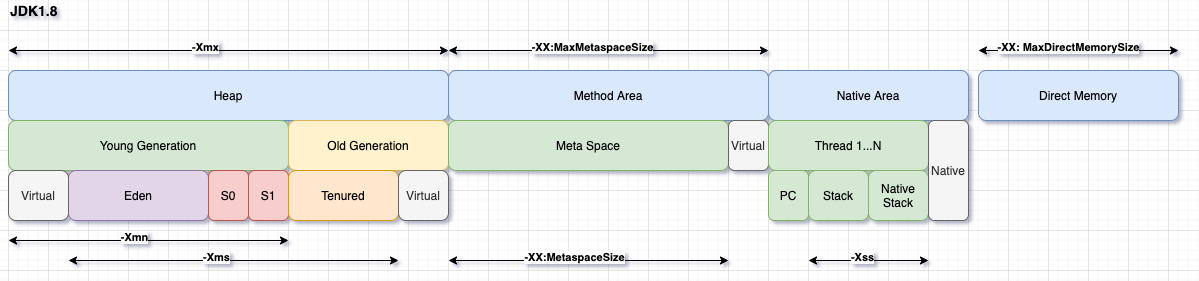 JDK1.8
-Xmx
-XX:MaxMetaspaceSize
-XX: MaxDirectMemorySize
Heap
Method Area
Native Area
Direct Memory
Young Generation
Old Generation
Meta Space
Virtual
Thread 1...N
Native
Virtual
Eden
S0
S1
Tenured
Virtual
PC
Stack
Native
Stack
-Xmn
-Xms
-XX:MetaspaceSize
-Xss